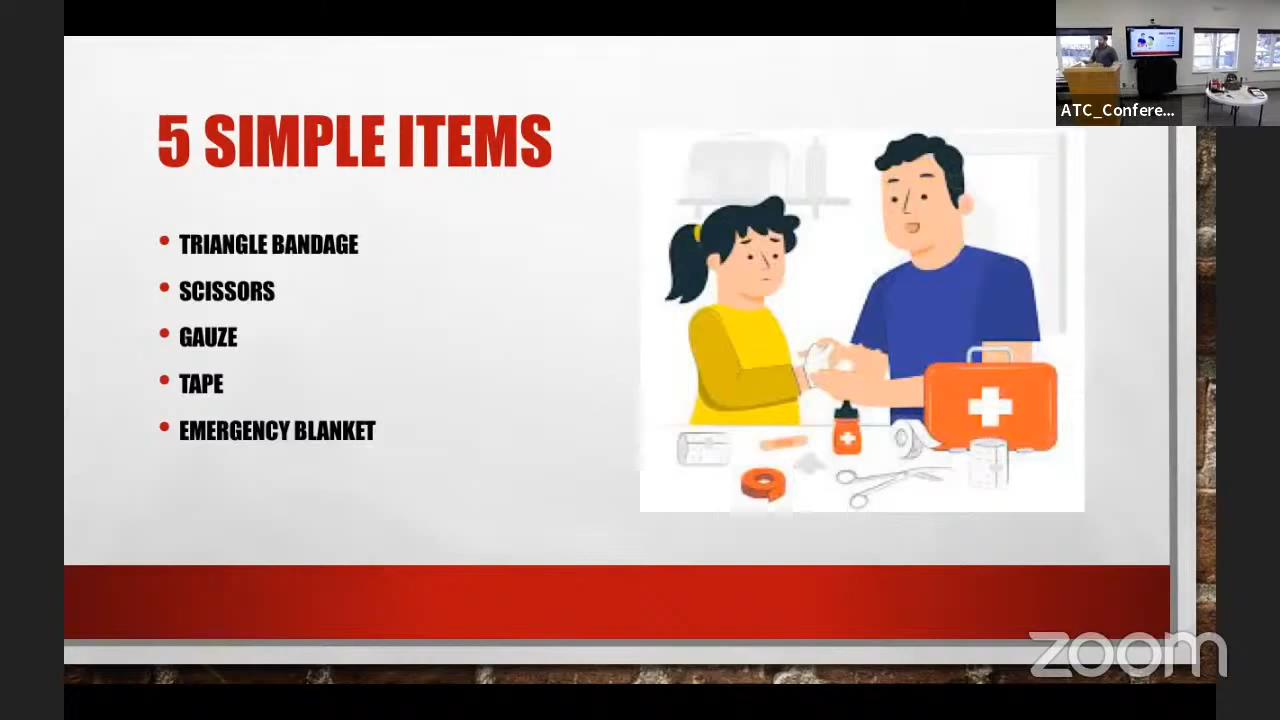 5 SIMPLE ITEMS
TRIANGLE BANDAGE
SCISSORS
GAUZE
TAPE
EMERGENCY BLANKET
ATC_Confere...
zoom